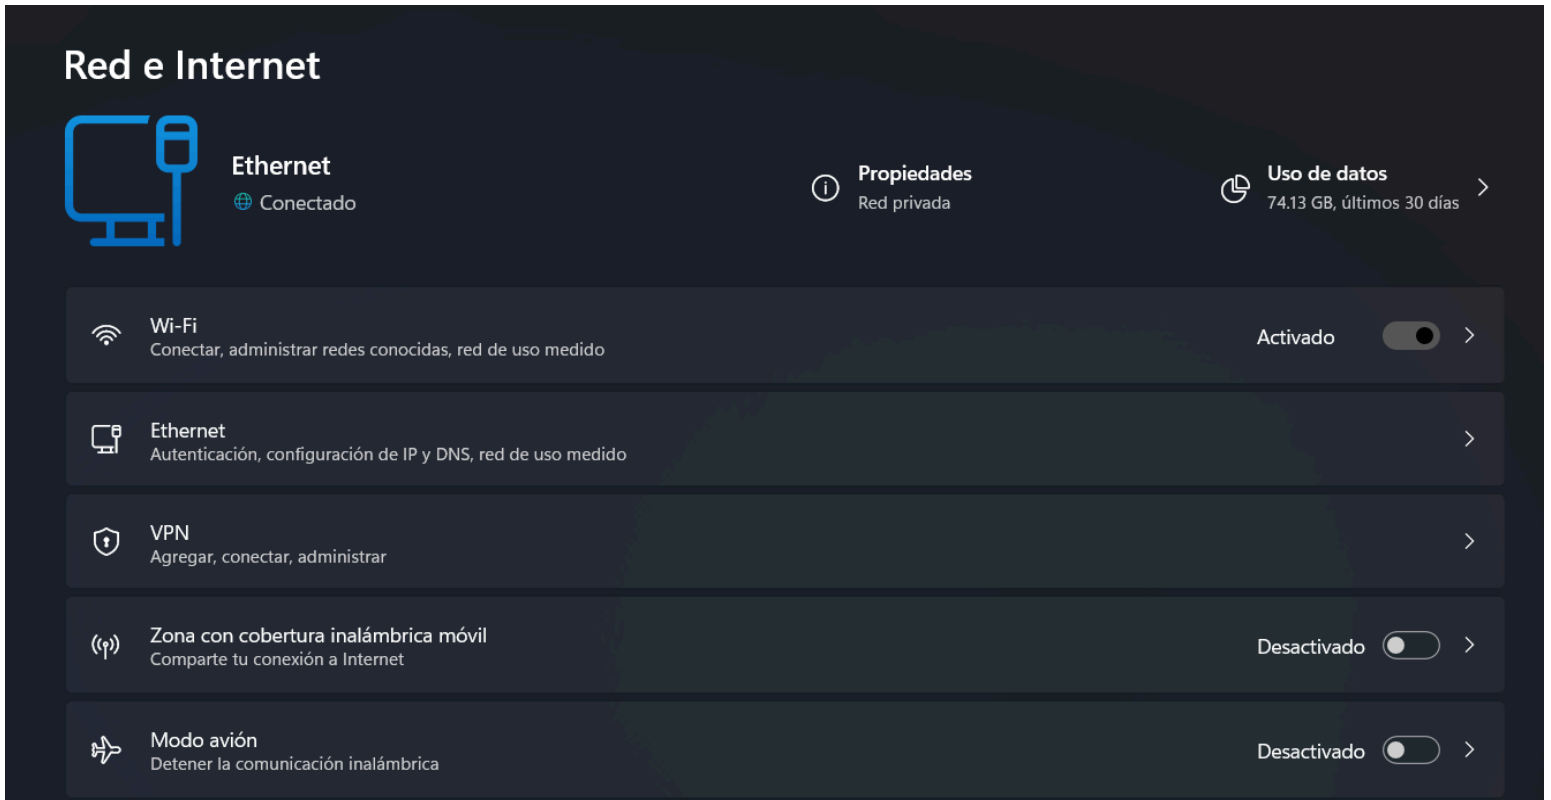 Red e Internet
Ethernet
Conectado
Propiedades
Red privada
Uso de datos
74.13 GB, últimos 30 días
Wi-Fi
Conectar, administrar redes conocidas, red de uso medido
Activado
Ethernet
Autenticación, configuración de IP y DNS, red de uso medido
VPN
Agregar, conectar, administrar
Zona con cobertura inalámbrica móvil
Comparte tu conexión a Internet
Desactivado
Modo avión
Detener la comunicación inalámbrica
Desactivado